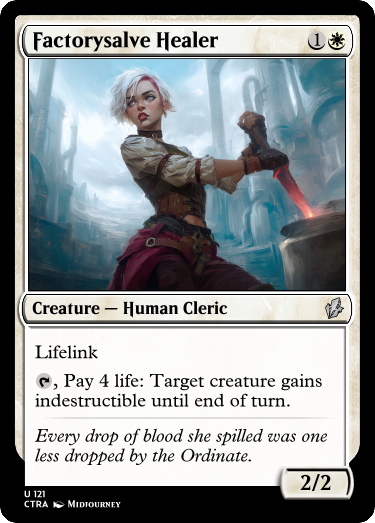 Factorysalve Healer 1
Creature — Human Cleric
Lifelink
, Pay 4 life: Target creature gains
indestructible until end of turn.
Every drop of blood she spilled was one
less dropped by the Ordinate.
2/2
U 121
CTRA Midjourney